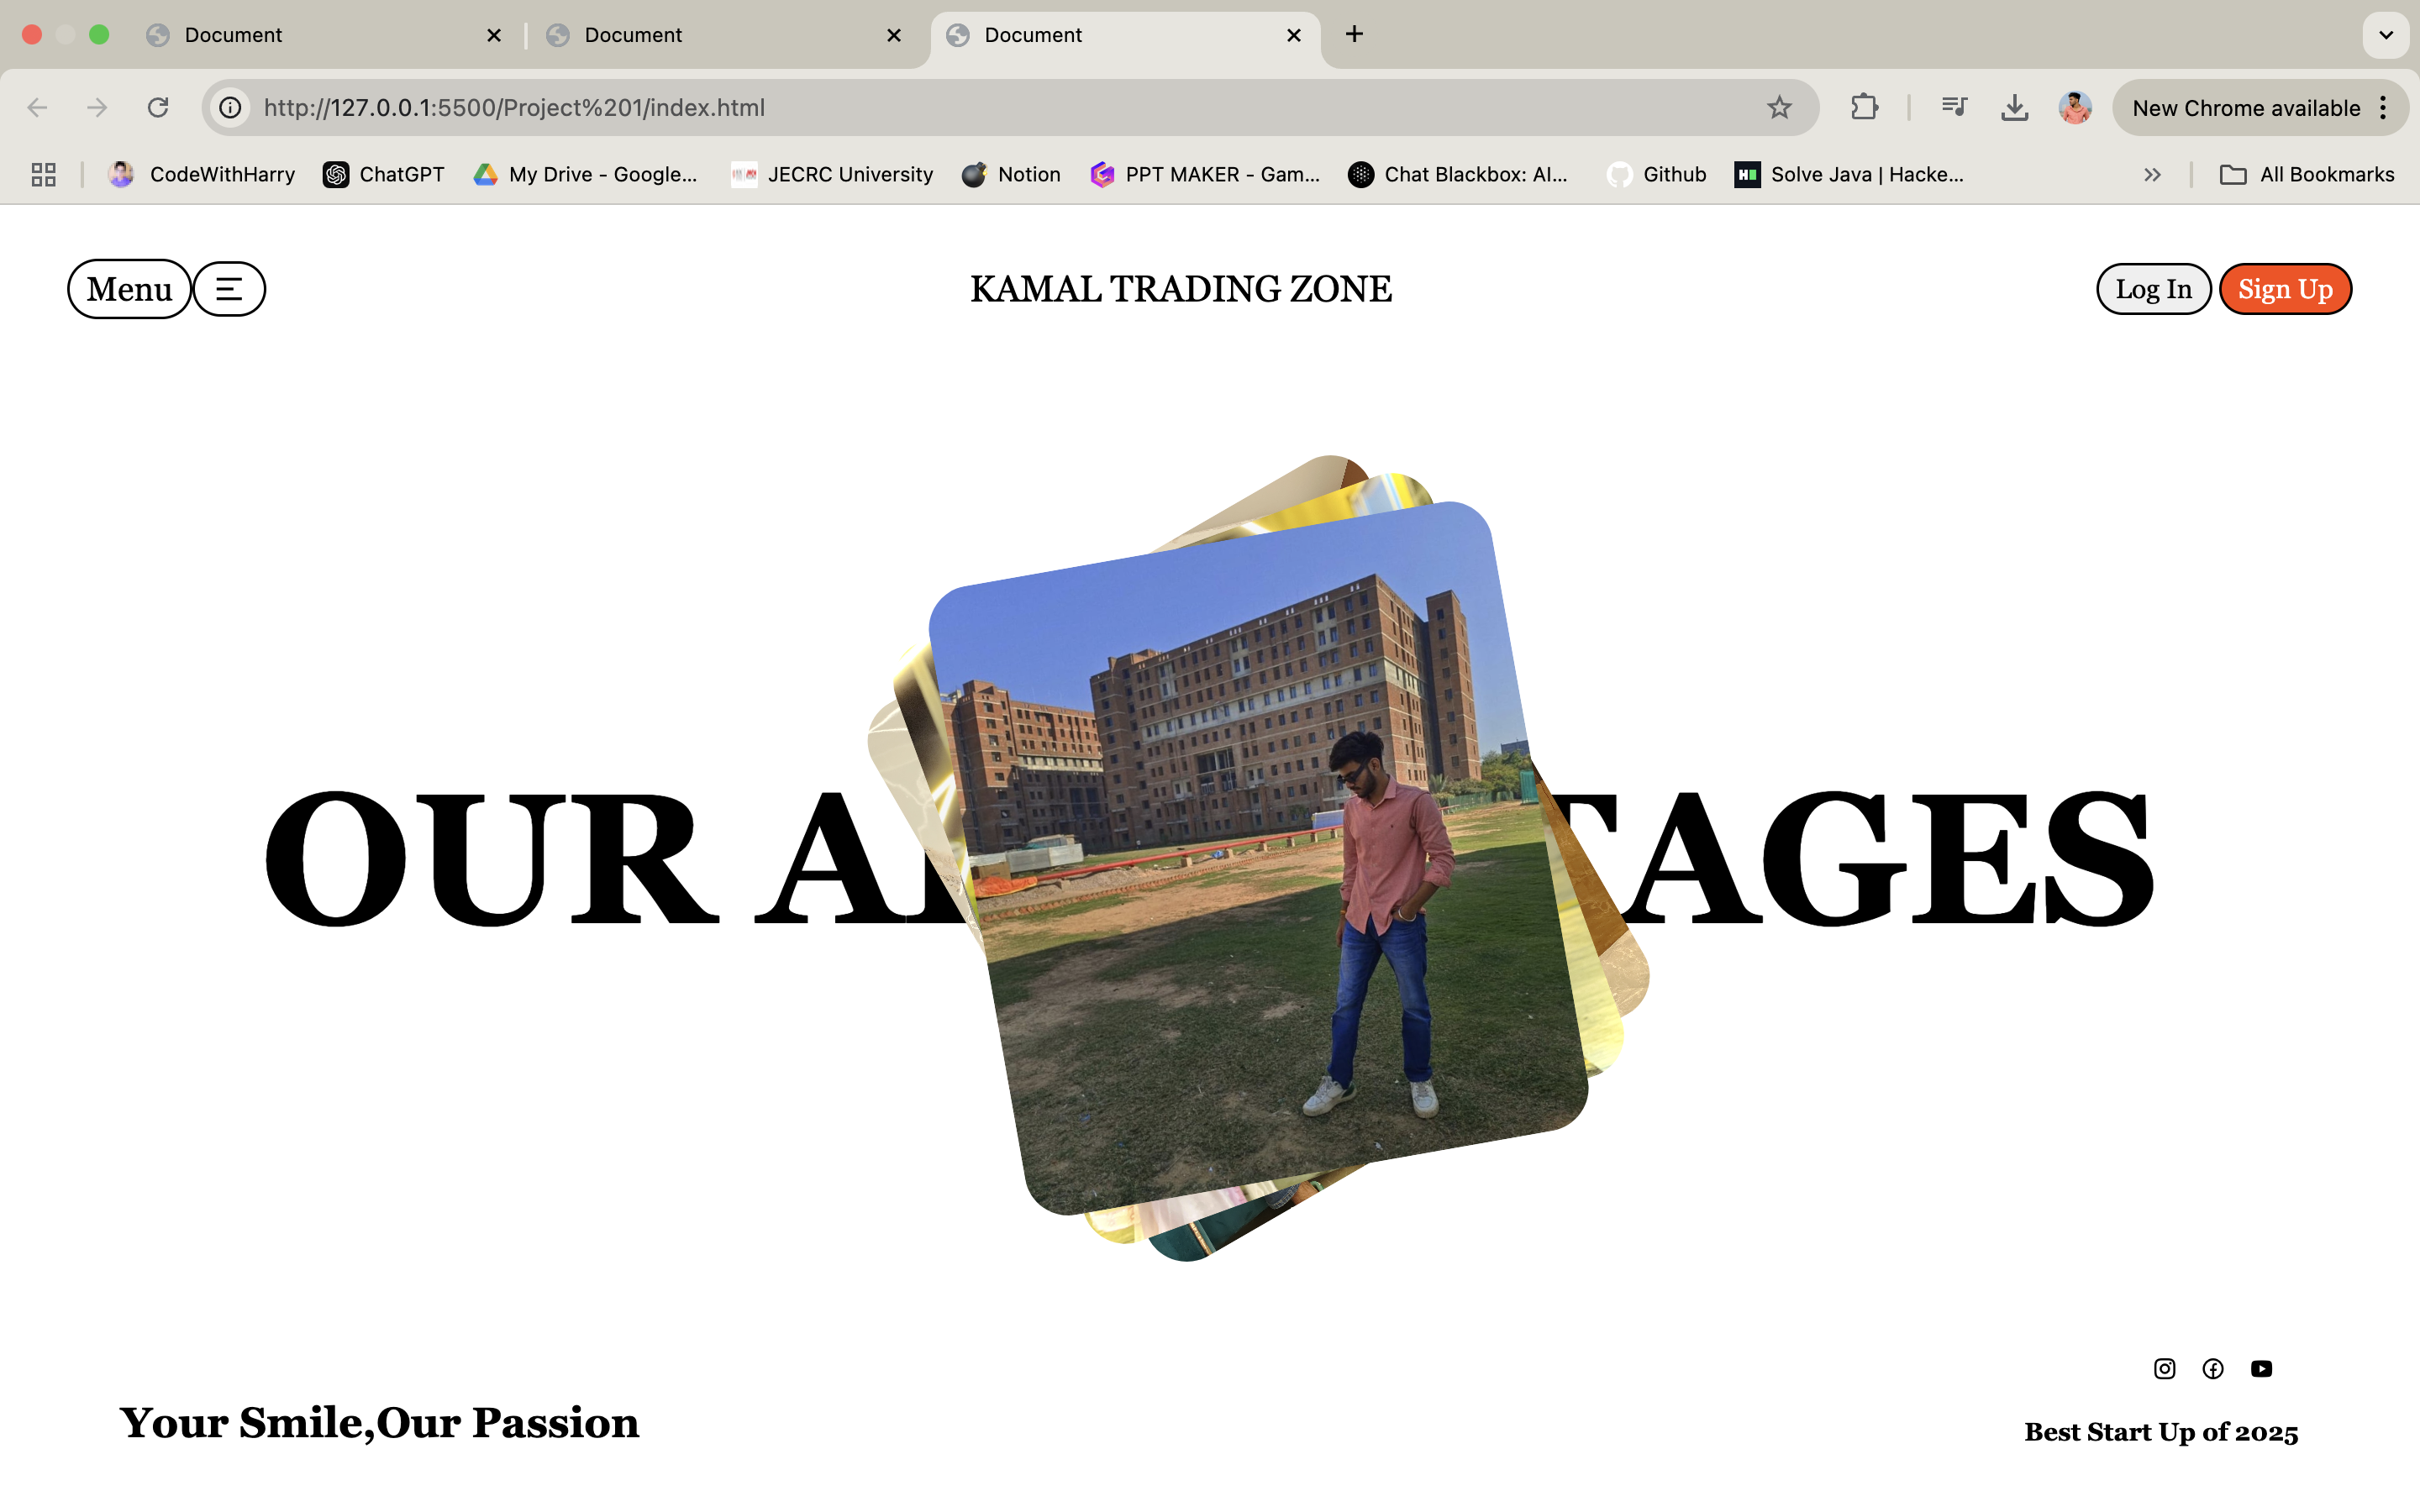 Document
Document
Document
http://127.0.0.1:5500/Project%201/index.html
New Chrome available
CodeWithHarry
ChatGPT
My Drive - Google...
JECRC University
Notion
PPT MAKER - Gam...
Chat Blackbox: AI...
Github
Solve Java | Hacke...
All Bookmarks
Menu
KAMAL TRADING ZONE
Log In
Sign Up
OUR A TAGES
Your Smile,Our Passion
Best Start Up of 2025